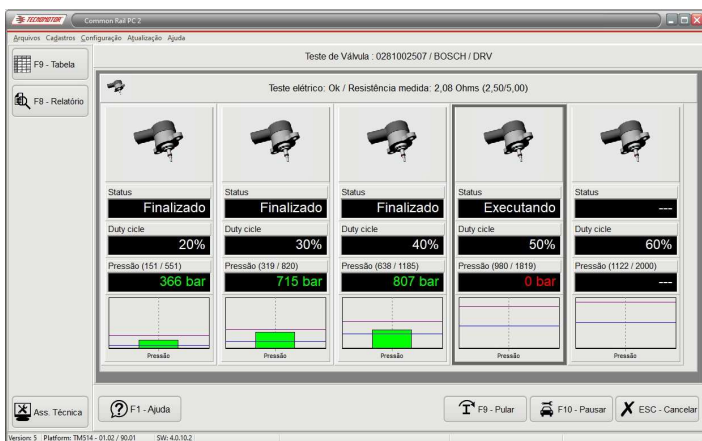 TECNOMOTOR Common Rail PC 2
Arquivos Cadastros Configuração Atualização Ajuda
F9 - Tabela
F8 - Relatório
Teste de Válvula : 0281002507 / BOSCH / DRV
Teste elétrico: Ok / Resistência medida: 2,08 Ohms (2,50/5,00)
Status Status Status Status Status
Finalizado Finalizado Finalizado Executando ---
Duty cicle Duty cicle Duty cicle Duty cicle Duty cicle
20% 30% 40% 50% 60%
Pressão (151 / 551) Pressão (319 / 820) Pressão (638 / 1185) Pressão (980 / 1819) Pressão (1122 / 2000)
366 bar 715 bar 807 bar 0 bar ---
Pressão Pressão Pressão Pressão Pressão
Ass. Técnica
F1 - Ajuda
F9 - Pular
F10 - Pausar
ESC - Cancelar
Version: 5 Platform: TM514 - 01.02 / 90.01 SW: 4.0.10.2